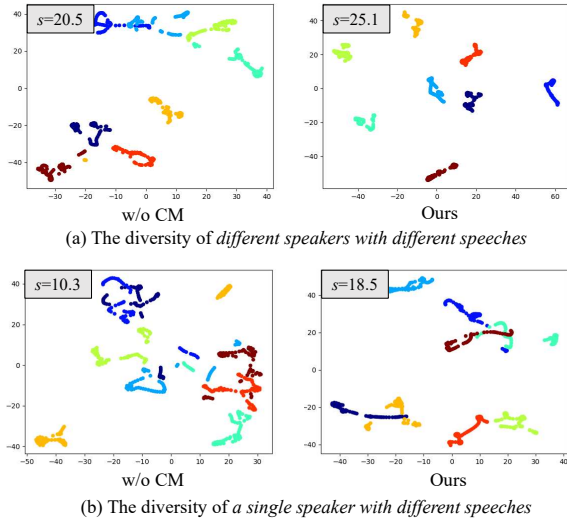 s=20.5
40
20
0
−20
−40
−30 −20 −10 0 10 20 30 40
w/o CM
s=25.1
40
20
0
−20
−40
−40 −20 0 20 40 60
Ours
(a) The diversity of different speakers with different speeches
s=10.3
40
20
0
−20
−40
−50 −40 −30 −20 −10 0 10 20 30
w/o CM
s=18.5
40
20
0
−20
−40
−40 −30 −20 −10 0 10 20 30 40
Ours
(b) The diversity of a single speaker with different speeches